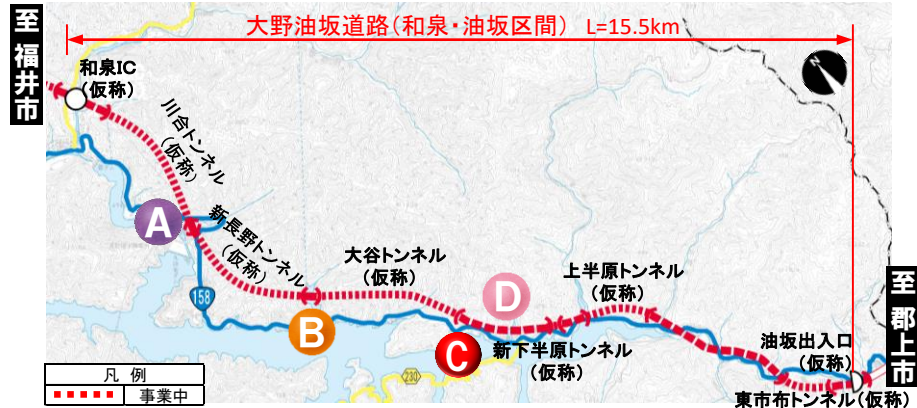 大野油坂道路(和泉・油坂区間) L=15.5km
至 福井市
和泉IC
(仮称)
川合トンネル
(仮称)
A
新長野トンネル
(仮称)
158
B
大谷トンネル
(仮称)
D
C
230
新下半原トンネル
(仮称)
上半原トンネル
(仮称)
至 郡上市
油坂出入口
(仮称)
東市布トンネル(仮称)
凡 例
事業中